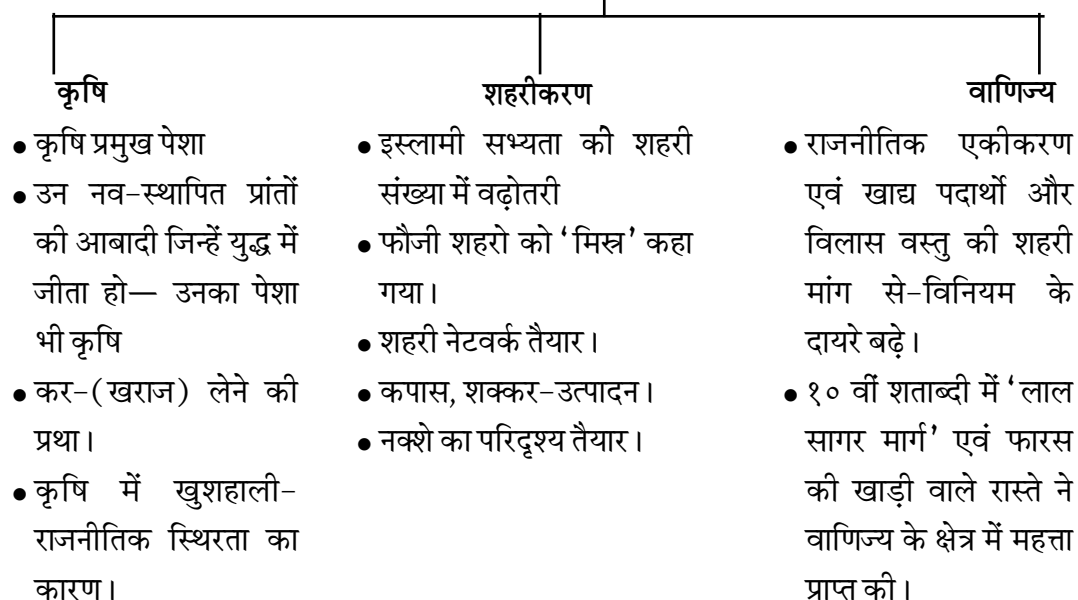 कृषि
• कृषि प्रमुख पेशा
• उन नव-स्थापित प्रांतों
की आबादी जिन्हें युद्ध में
जीता हो— उनका पेशा
भी कृषि
• कर-(खराज) लेने की
प्रथा।
• कृषि में खुशहाली-
राजनीतिक स्थिरता का
कारण।
शहरीकरण
• इस्लामी सभ्यता की शहरी
संख्या में वढ़ोतरी
• फौजी शहरो को ‘मिस्र’ कहा
गया।
• शहरी नेटवर्क तैयार।
• कपास, शक्कर-उत्पादन।
• नक्शे का परिदृश्य तैयार।
वाणिज्य
• राजनीतिक एकीकरण
एवं खाद्य पदार्थो और
विलास वस्तु की शहरी
मांग से-विनियम के
दायरे बढ़े।
• १० वीं शताब्दी में ‘लाल
सागर मार्ग’ एवं फारस
की खाड़ी वाले रास्ते ने
वाणिज्य के क्षेत्र में महत्ता
प्राप्त की।